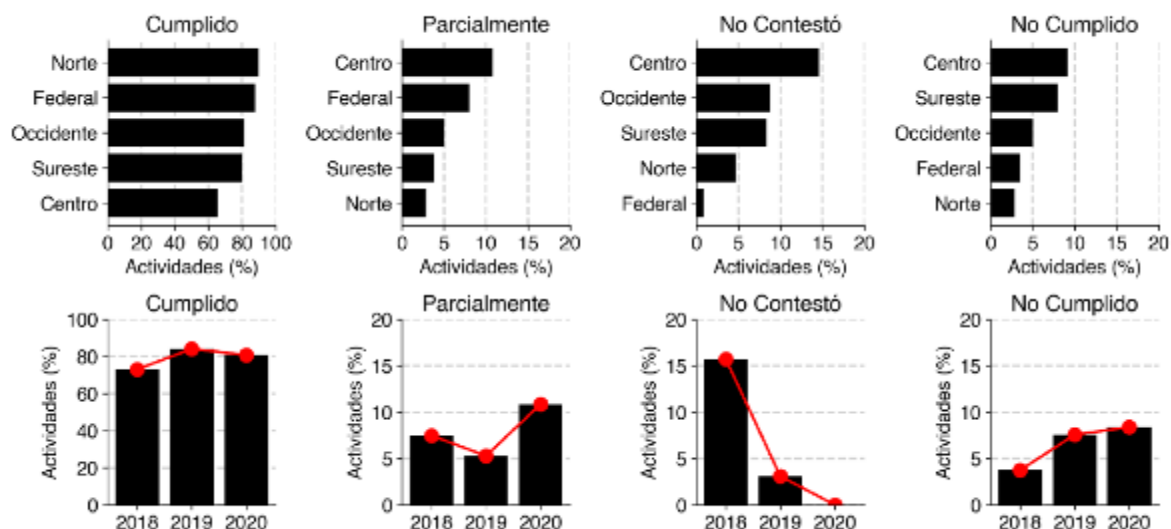 Cumplido
Norte
Federal
Occidente
Sureste
Centro
0 20 40 60 80 100
Actividades (%)
Parcialmente
Centro
Federal
Occidente
Sureste
Norte
0 5 10 15 20
Actividades (%)
No Contestó
Centro
Occidente
Sureste
Norte
Federal
0 5 10 15 20
Actividades (%)
No Cumplido
Centro
Sureste
Occidente
Federal
Norte
0 5 10 15 20
Actividades (%)
Cumplido
Actividades (%)
100
80
60
40
20
0
2018 2019 2020
Parcialmente
Actividades (%)
20
15
10
5
0
2018 2019 2020
No Contestó
Actividades (%)
20
15
10
5
0
2018 2019 2020
No Cumplido
Actividades (%)
20
15
10
5
0
2018 2019 2020